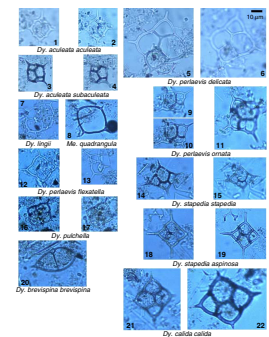 1
2
Dy. aculeata aculeata
3
4
Dy. aculeata subaculeata
7
8
Dy. lingii
Me. quadrangula
12
13
Dy. perlaevis flexatella
16
17
Dy. pulchella
20
Dy. brevispina brevispina
10 µm
5
6
Dy. perlaevis delicata
9
10
11
Dy. perlaevis ornata
14
15
Dy. stapedia stapedia
18
19
Dy. stapedia aspinosa
21
22
Dy. calida calida